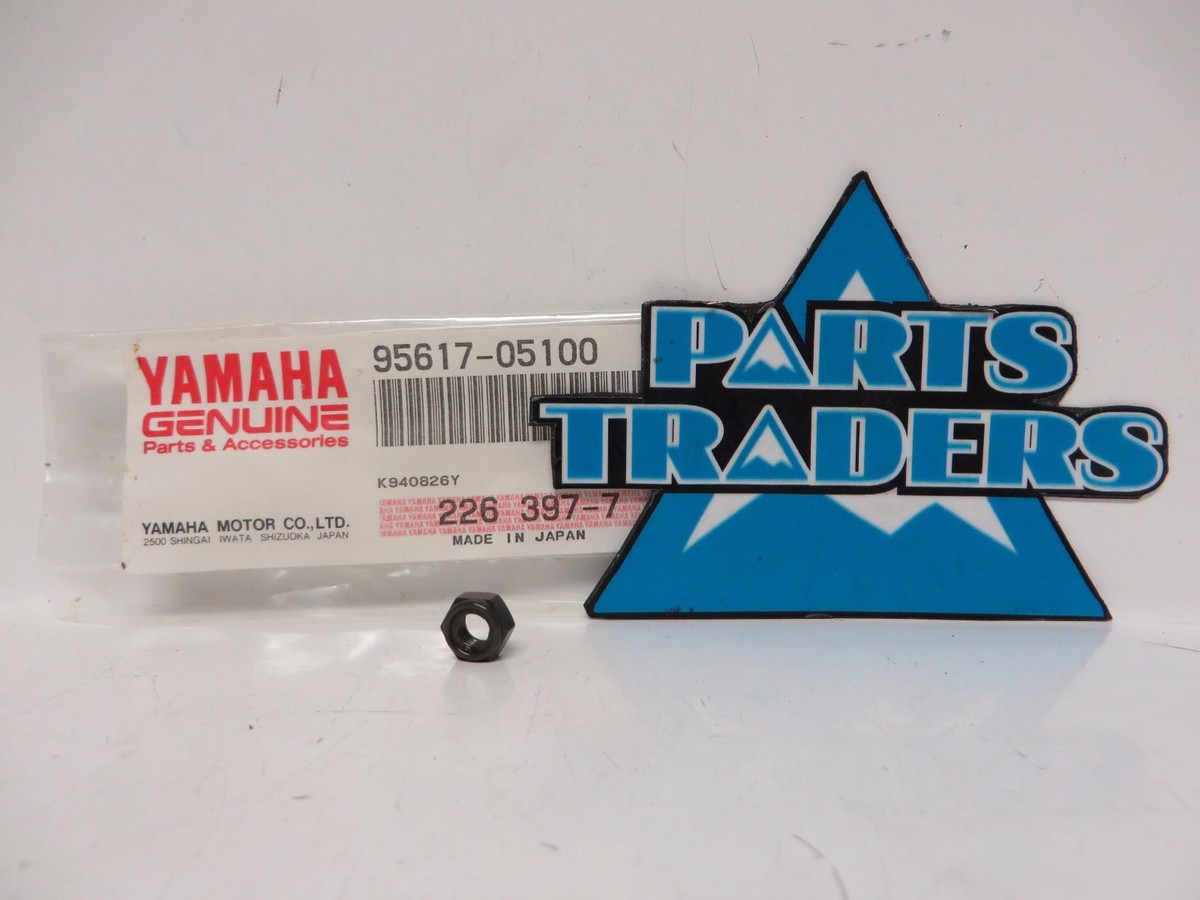 YAMAHA
GENUINE
Parts & Accessories
YAMAHA MOTOR CO.,LTD.
2500 SHINGAI IWATA SHIZUOKA JAPAN
95617-05100
K940826Y
226 397-7
MADE IN JAPAN
PARTS
TRADERS